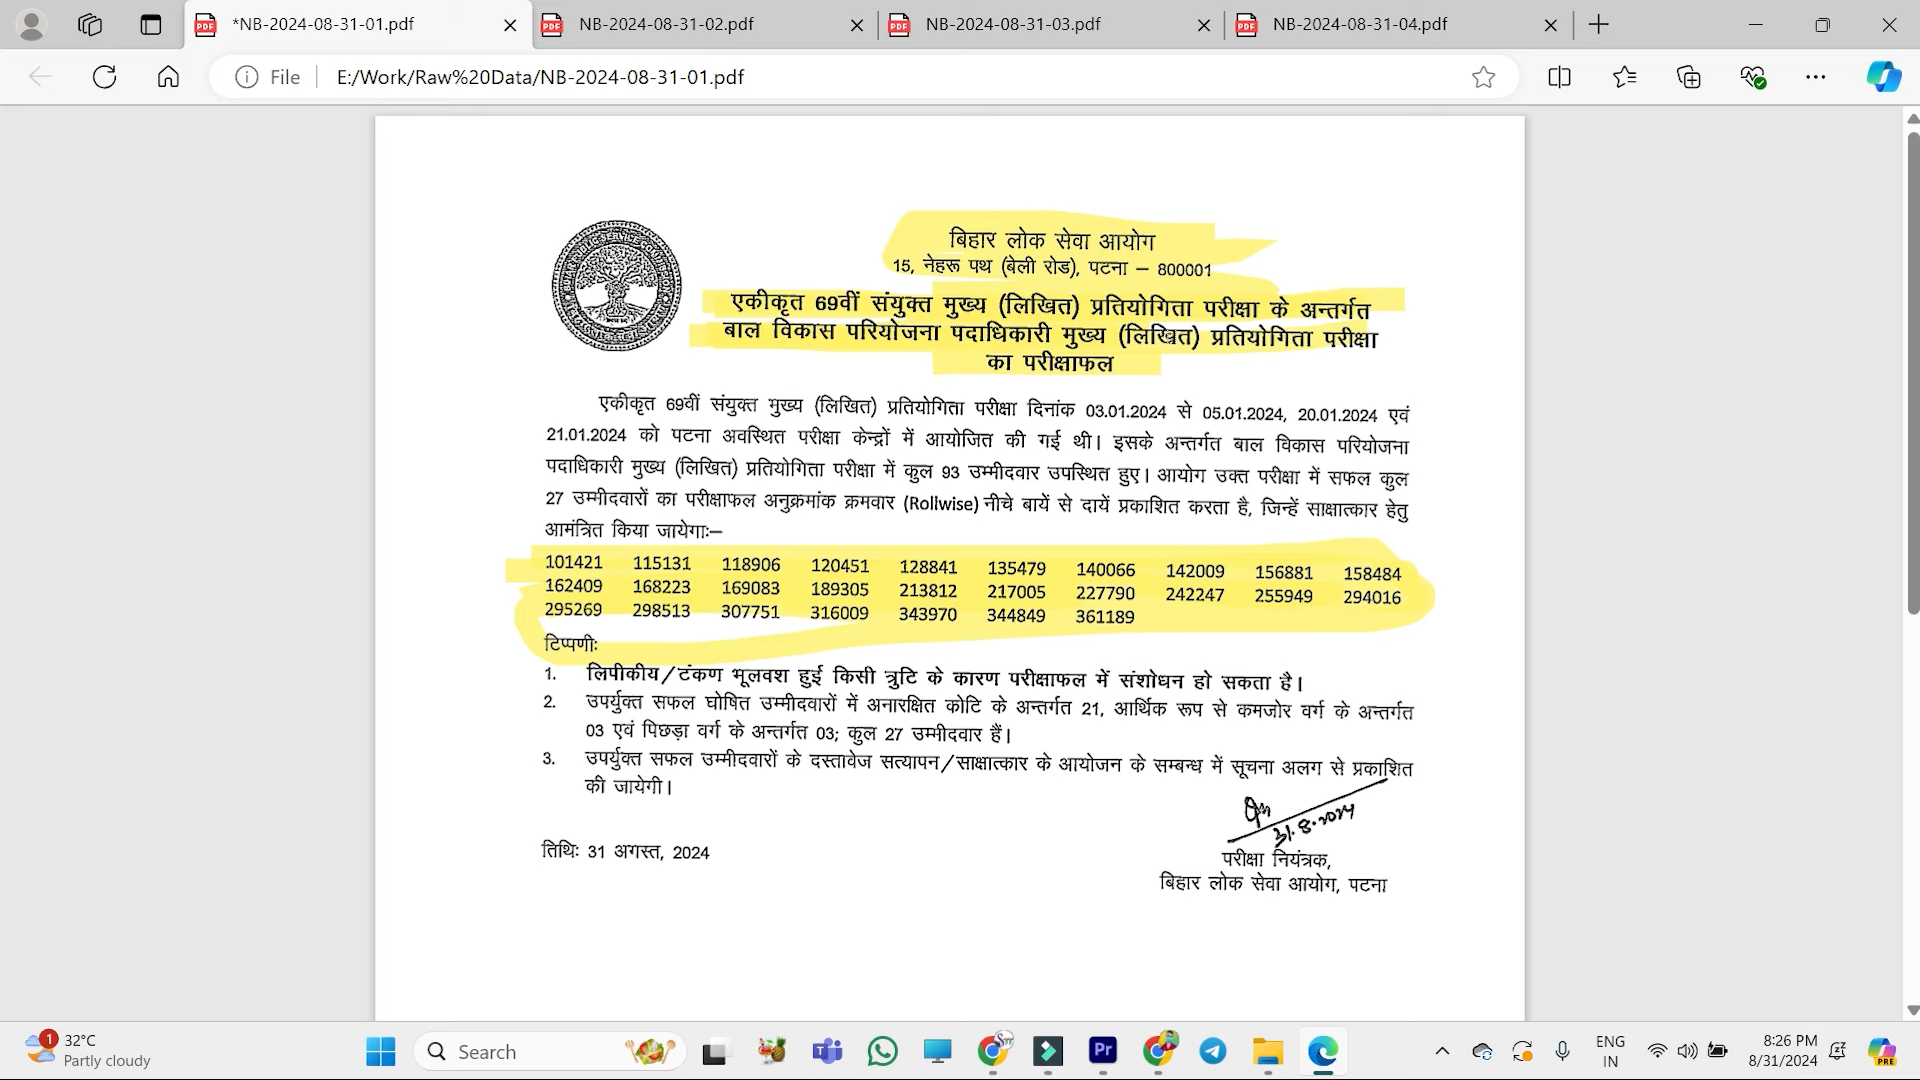 *NB-2024-08-31-01.pdf
NB-2024-08-31-02.pdf
NB-2024-08-31-03.pdf
NB-2024-08-31-04.pdf
File
E:/Work/Raw%20Data/NB-2024-08-31-01.pdf
बिहार लोक सेवा आयोग
15, नेहरू पथ (बेली रोड), पटना – 800001
एकीकृत 69वीं संयुक्त मुख्य (लिखित) प्रतियोगिता परीक्षा के अन्तर्गत
बाल विकास परियोजना पदाधिकारी मुख्य (लिखित) प्रतियोगिता परीक्षा
का परीक्षाफल
एकीकृत 69वीं संयुक्त मुख्य (लिखित) प्रतियोगिता परीक्षा दिनांक 03.01.2024 से 05.01.2024, 20.01.2024 एवं
21.01.2024 को पटना अवस्थित परीक्षा केन्द्रों में आयोजित की गई थी। इसके अन्तर्गत बाल विकास परियोजना
पदाधिकारी मुख्य (लिखित) प्रतियोगिता परीक्षा में कुल 93 उम्मीदवार उपस्थित हुए। आयोग उक्त परीक्षा में सफल कुल
27 उम्मीदवारों का परीक्षाफल अनुक्रमांक क्रमवार (Rollwise) नीचे बायें से दायें प्रकाशित करता है, जिन्हें साक्षात्कार हेतु
आमंत्रित किया जायेगाः–
101421 115131 118906 120451 128841 135479 140066 142009 156881 158484
162409 168223 169083 189305 213812 217005 227790 242247 255949 294016
295269 298513 307751 316009 343970 344849 361189
टिप्पणीः
1. लिपीकीय/टंकण भूलवश हुई किसी त्रुटि के कारण परीक्षाफल में संशोधन हो सकता है।
2. उपर्युक्त सफल घोषित उम्मीदवारों में अनारक्षित कोटि के अन्तर्गत 21, आर्थिक रूप से कमजोर वर्ग के अन्तर्गत
03 एवं पिछड़ा वर्ग के अन्तर्गत 03; कुल 27 उम्मीदवार हैं।
3. उपर्युक्त सफल उम्मीदवारों के दस्तावेज सत्यापन/साक्षात्कार के आयोजन के सम्बन्ध में सूचना अलग से प्रकाशित
की जायेगी।
31.8.2024
तिथिः 31 अगस्त, 2024
परीक्षा नियंत्रक,
बिहार लोक सेवा आयोग, पटना
1
32°C
Partly cloudy
Search
Pr
ENG
IN
8:26 PM
8/31/2024
PRE